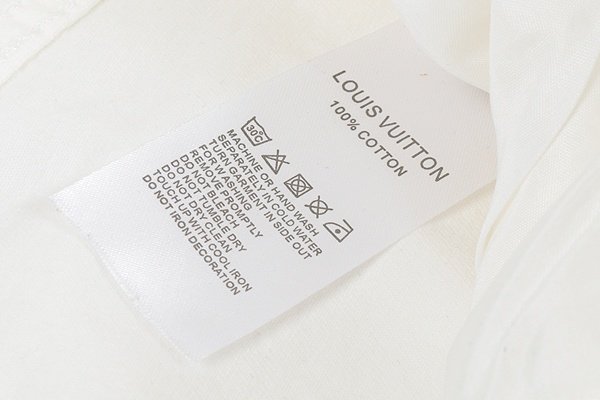 LOUIS VUITTON
100% COTTON
30°C
MACHINE OR HAND WASH
SEPARATELY IN COLD WATER
TURN GARMENT IN SIDE OUT
FOR WASHING
REMOVE PROMPTLY
DO NOT BLEACH
DO NOT TUMBLE DRY
DO NOT DRY CLEAN
TOUCH UP WITH COOL IRON
DO NOT IRON DECORATION